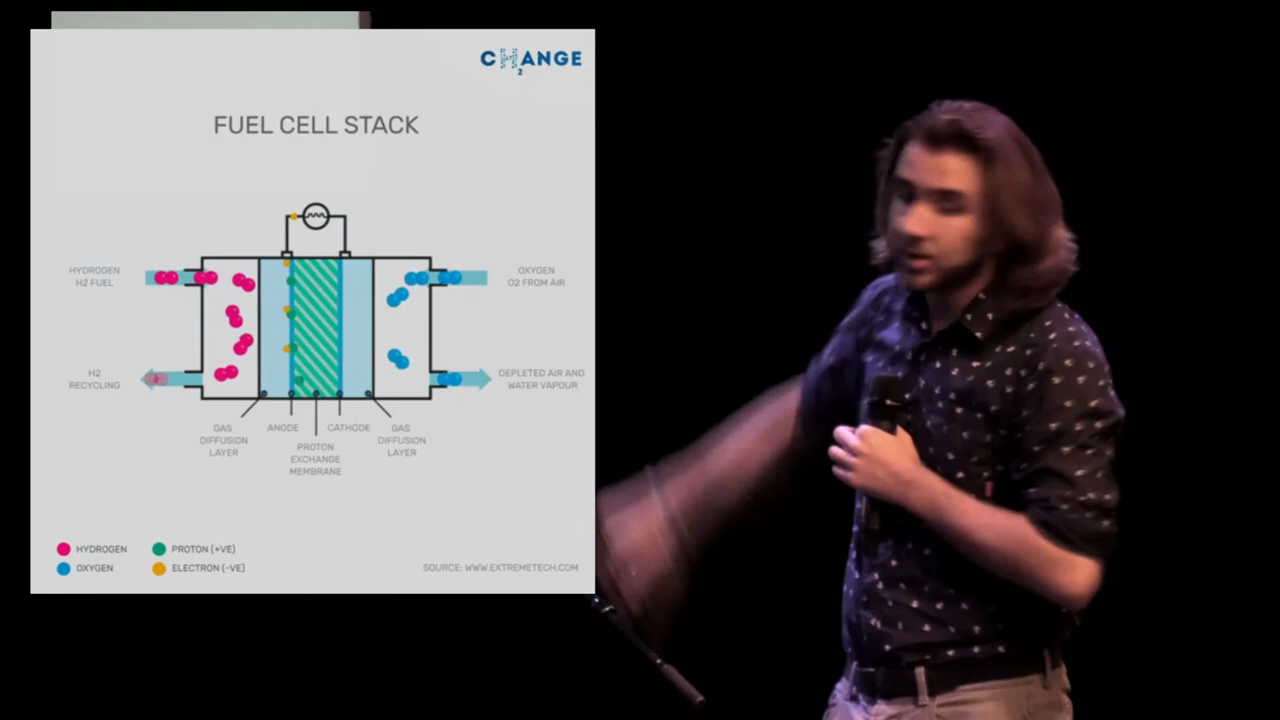 CH2ANGE
FUEL CELL STACK
HYDROGEN
H2 FUEL
OXYGEN
O2 FROM AIR
H2
RECYCLING
DEPLETED AIR AND
WATER VAPOUR
GAS
DIFFUSION
LAYER
ANODE
PROTON
EXCHANGE
MEMBRANE
CATHODE
GAS
DIFFUSION
LAYER
HYDROGEN
OXYGEN
PROTON (+VE)
ELECTRON (-VE)
SOURCE: WWW.EXTREMETECH.COM